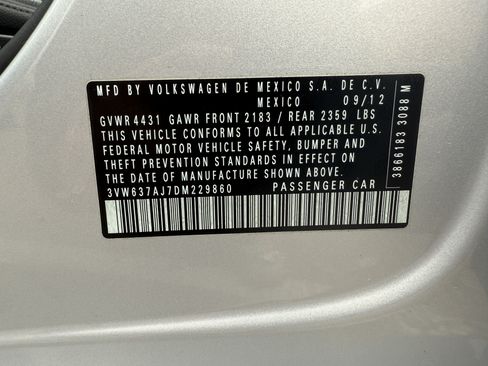 MFD BY VOLKSWAGEN DE MEXICO S.A. DE C.V.
MEXICO 09/12
GVWR 4431 GAWR FRONT 2183 / REAR 2359 LBS
THIS VEHICLE CONFORMS TO ALL APPLICABLE U.S.
FEDERAL MOTOR VEHICLE SAFETY, BUMPER AND
THEFT PREVENTION STANDARDS IN EFFECT ON
THE DATE OF MANUFACTURE SHOWN ABOVE.
3VW637AJ7DM229860 PASSENGER CAR
3866183 3088 M